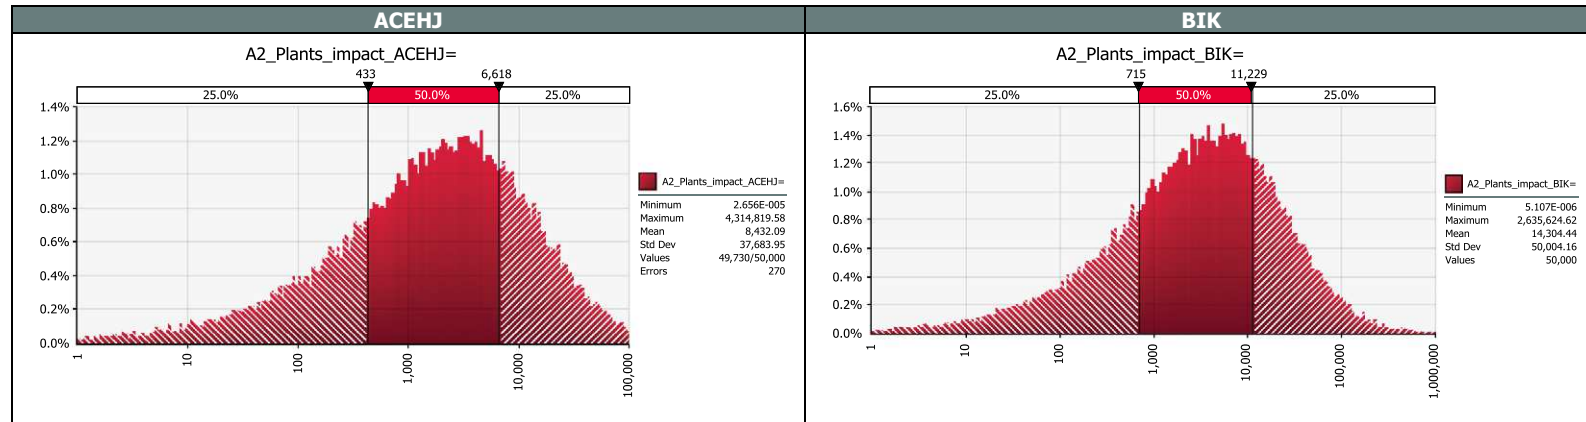 ACEHJ
A2_Plants_impact_ACEHJ=
433 6,618
25.0% 50.0% 25.0%
1.4%
1.2%
1.0%
0.8%
0.6%
0.4%
0.2%
0.0%
1 10 100 1,000 10,000 100,000
A2_Plants_impact_ACEHJ=
Minimum 2.656E-005
Maximum 4,314,819.58
Mean 8,432.09
Std Dev 37,683.95
Values 49,730/50,000
Errors 270
BIK
A2_Plants_impact_BIK=
715 11,229
25.0% 50.0% 25.0%
1.6%
1.4%
1.2%
1.0%
0.8%
0.6%
0.4%
0.2%
0.0%
1 10 100 1,000 10,000 100,000 1,000,000
A2_Plants_impact_BIK=
Minimum 5.107E-006
Maximum 2,635,624.62
Mean 14,304.44
Std Dev 50,004.16
Values 50,000